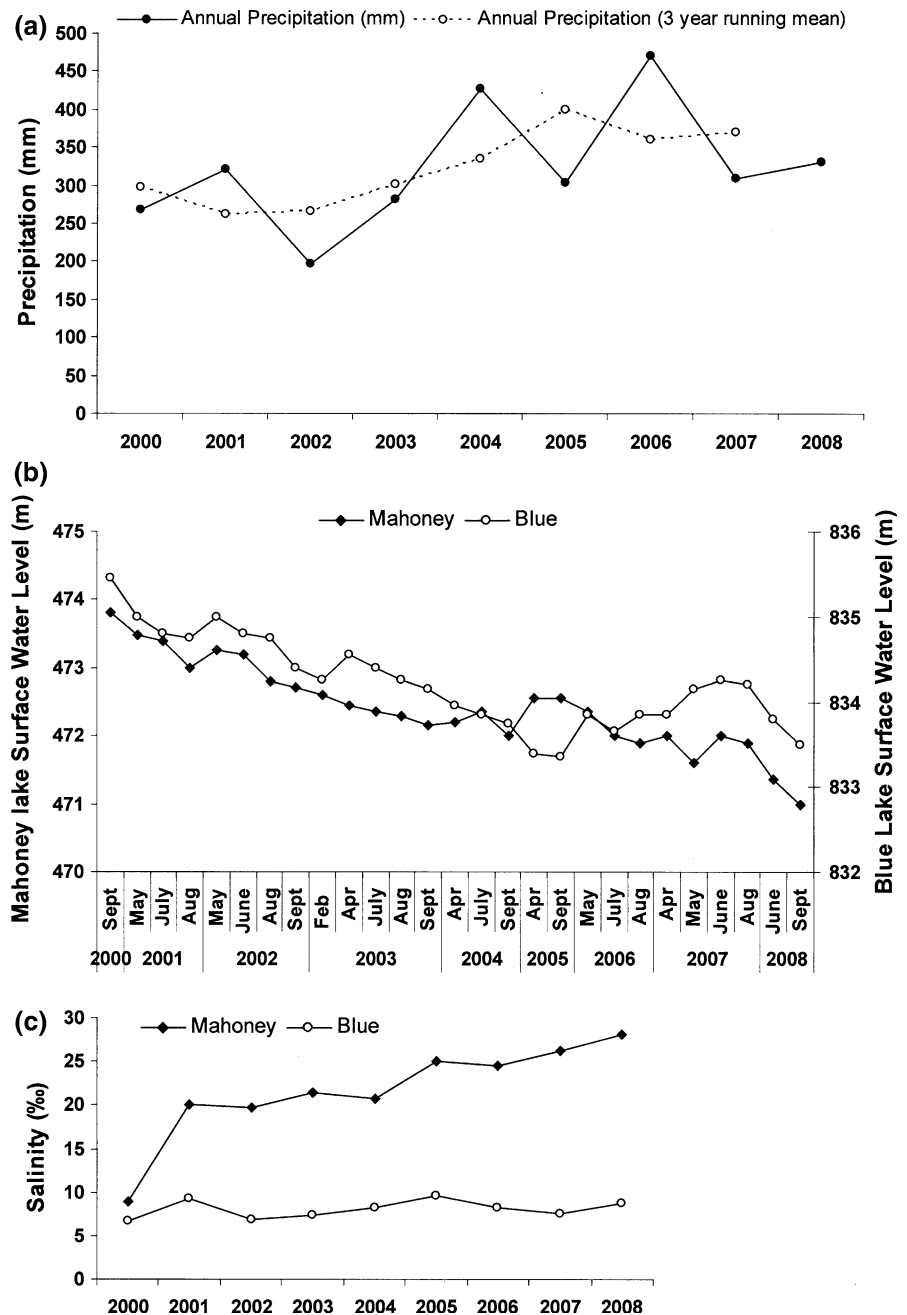 (a)
Annual Precipitation (mm) Annual Precipitation (3 year running mean)
Precipitation (mm)
500
450
400
350
300
250
200
150
100
50
0
2000 2001 2002 2003 2004 2005 2006 2007 2008
(b)
Mahoney Blue
Mahoney lake Surface Water Level (m)
475
474
473
472
471
470
Blue Lake Surface Water Level (m)
836
835
834
833
832
Sept May July Aug May June Aug Sept Feb Apr July Aug Sept Apr July Sept Apr Sept May July Aug Apr May June Aug June Sept
2000 2001 2002 2003 2004 2005 2006 2007 2008
(c)
Mahoney Blue
Salinity (‰)
30
25
20
15
10
5
0
2000 2001 2002 2003 2004 2005 2006 2007 2008